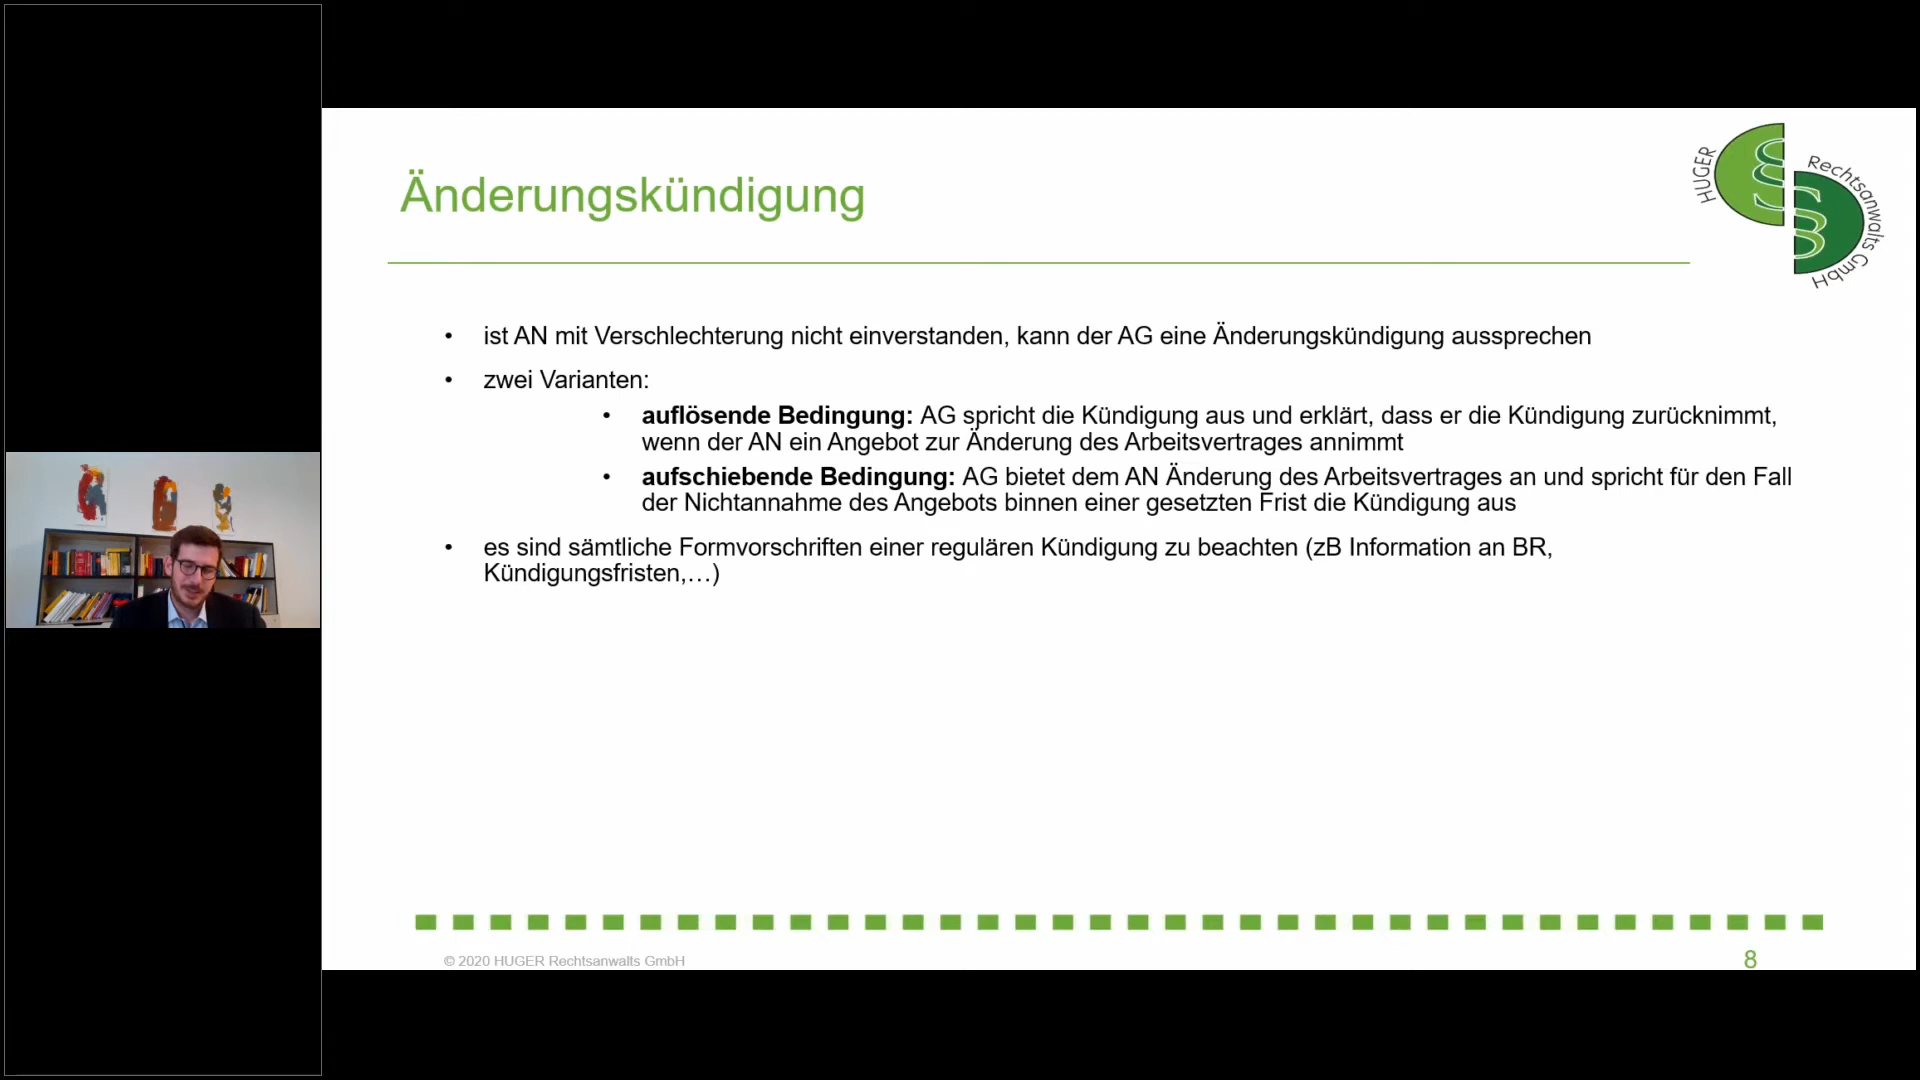 HUGER
Rechtsanwalts GmbH
Änderungskündigung
• ist AN mit Verschlechterung nicht einverstanden, kann der AG eine Änderungskündigung aussprechen
• zwei Varianten:
• auflösende Bedingung: AG spricht die Kündigung aus und erklärt, dass er die Kündigung zurücknimmt,
wenn der AN ein Angebot zur Änderung des Arbeitsvertrages annimmt
• aufschiebende Bedingung: AG bietet dem AN Änderung des Arbeitsvertrages an und spricht für den Fall
der Nichtannahme des Angebots binnen einer gesetzten Frist die Kündigung aus
• es sind sämtliche Formvorschriften einer regulären Kündigung zu beachten (zB Information an BR,
Kündigungsfristen,…)
© 2020 HUGER Rechtsanwalts GmbH
8